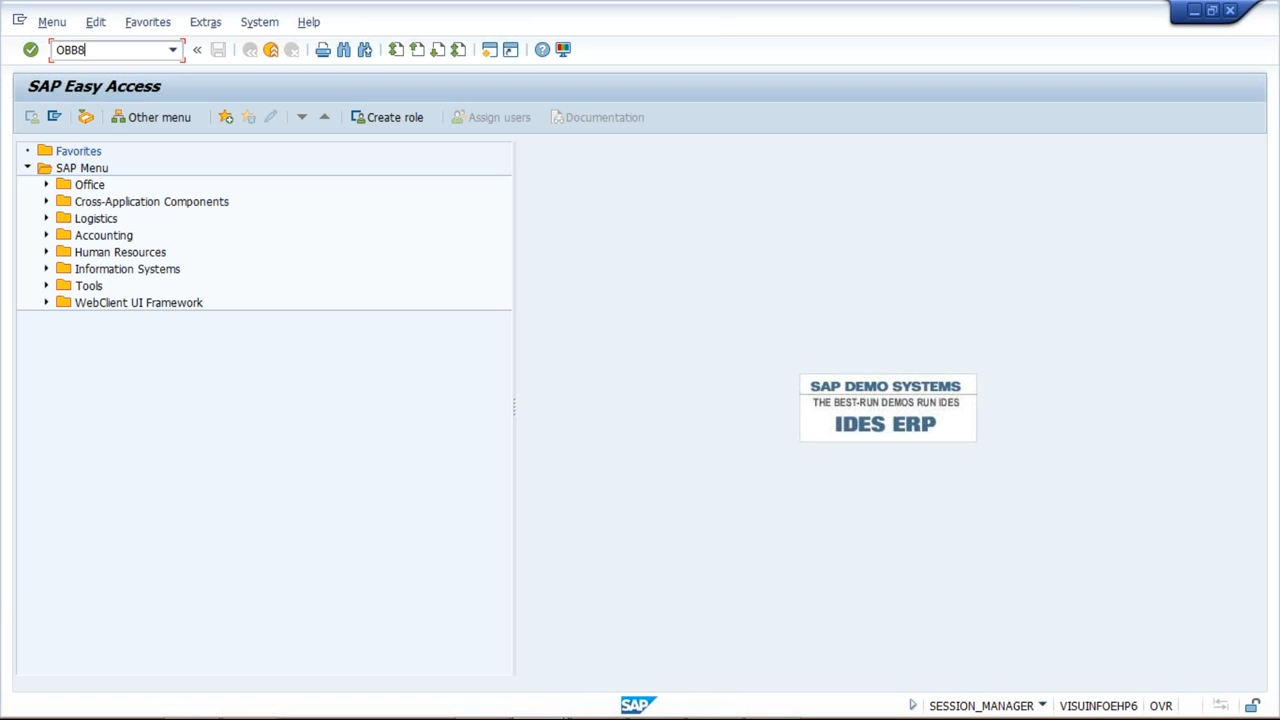 Menu Edit Favorites Extras System Help
OBB8
SAP Easy Access
Other menu Create role Assign users Documentation
Favorites
SAP Menu
Office
Cross-Application Components
Logistics
Accounting
Human Resources
Information Systems
Tools
WebClient UI Framework
SAP DEMO SYSTEMS
THE BEST-RUN DEMOS RUN IDES
IDES ERP
SAP SESSION_MANAGER VISUINFOEHP6 OVR